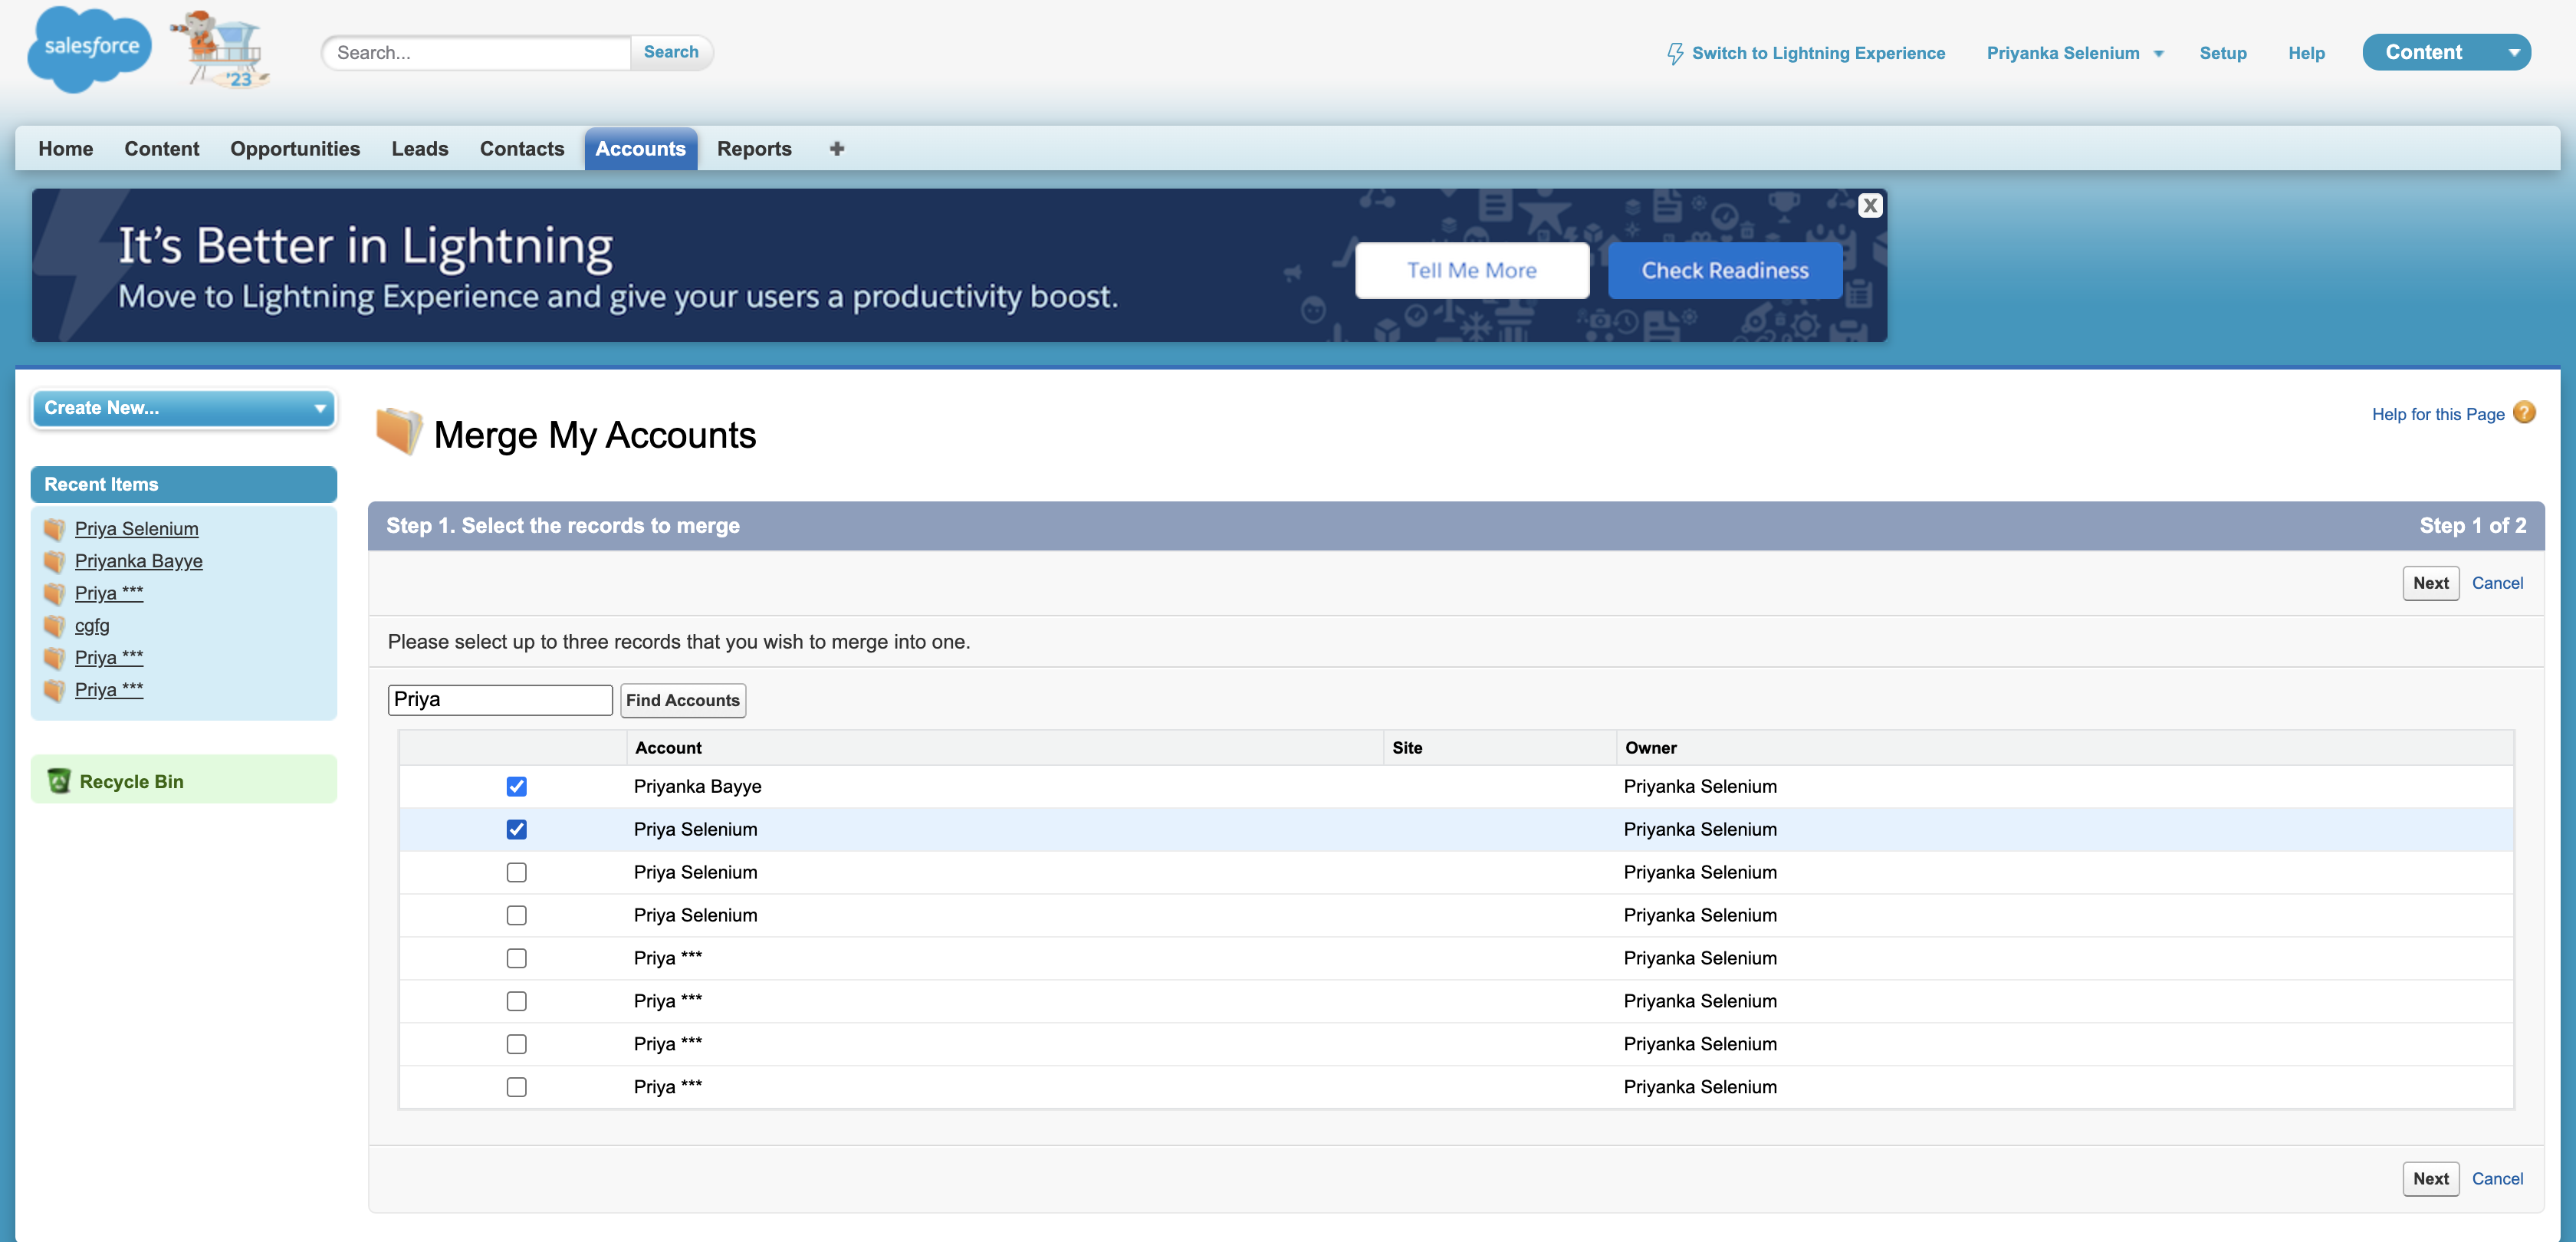 salesforce
'23
Search...
Search
Switch to Lightning Experience
Priyanka Selenium
Setup
Help
Content
Home
Content
Opportunities
Leads
Contacts
Accounts
Reports
+
It's Better in Lightning
Move to Lightning Experience and give your users a productivity boost.
Tell Me More
Check Readiness
X
Create New...
Recent Items
Priya Selenium
Priyanka Bayye
Priya ***
cgfg
Priya ***
Priya ***
Recycle Bin
Merge My Accounts
Help for this Page ?
Step 1. Select the records to merge
Step 1 of 2
Next
Cancel
Please select up to three records that you wish to merge into one.
Priya
Find Accounts
Account Site Owner
Priyanka Bayye Priyanka Selenium
Priya Selenium Priyanka Selenium
Priya Selenium Priyanka Selenium
Priya Selenium Priyanka Selenium
Priya *** Priyanka Selenium
Priya *** Priyanka Selenium
Priya *** Priyanka Selenium
Priya *** Priyanka Selenium
Next
Cancel